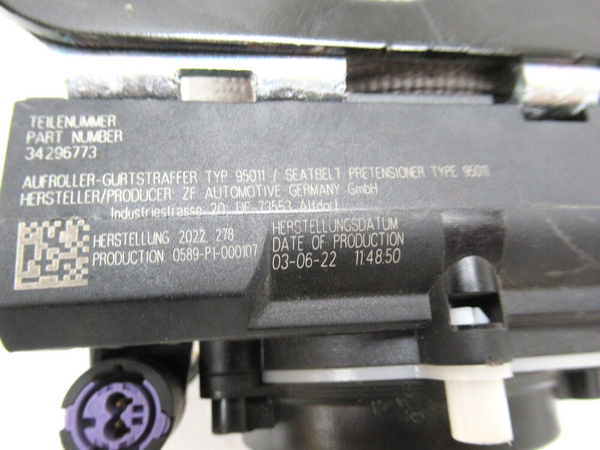 TEILENUMMER
PART NUMBER
34296773
AUFROLLER-GURTSTRAFFER TYP 95011 / SEATBELT PRETENSIONER TYPE 95011
HERSTELLER/PRODUCER: ZF AUTOMOTIVE GERMANY GmbH
Industriestrasse 20, DE-73553 Alfdorf
HERSTELLUNG 2022, 278
PRODUCTION 0589-P1-000107
HERSTELLUNGSDATUM
DATE OF PRODUCTION
03-06-22 11:48:50